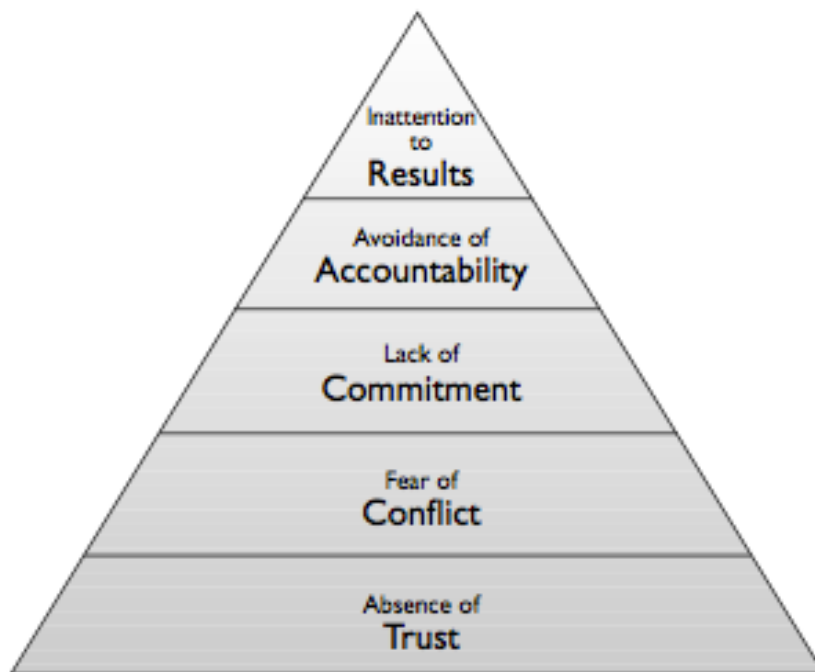 Inattention
to
Results
Avoidance of
Accountability
Lack of
Commitment
Fear of
Conflict
Absence of
Trust